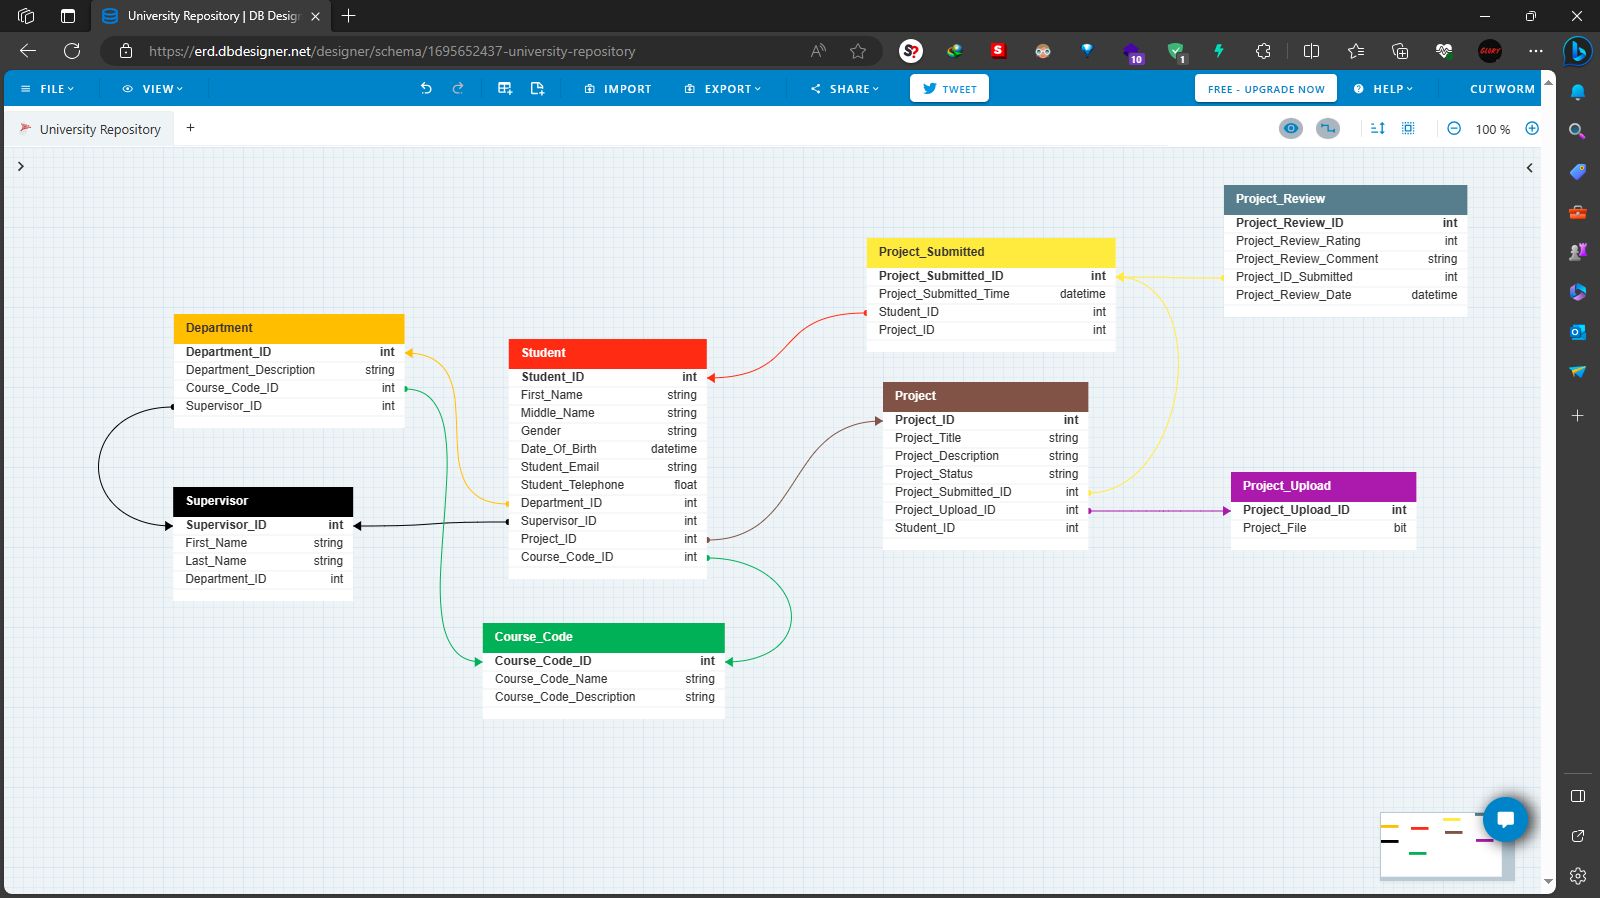 University Repository | DB Design
https://erd.dbdesigner.net/designer/schema/1695652437-university-repository
10
1
FILE
VIEW
IMPORT
EXPORT
SHARE
TWEET
FREE - UPGRADE NOW
HELP
CUTWORM
University Repository
100 %
Project_Review
Project_Review_ID int
Project_Review_Rating int
Project_Review_Comment string
Project_ID_Submitted int
Project_Review_Date datetime
Project_Submitted
Project_Submitted_ID int
Project_Submitted_Time datetime
Student_ID int
Project_ID int
Department
Department_ID int
Department_Description string
Course_Code_ID int
Supervisor_ID int
Student
Student_ID int
First_Name string
Middle_Name string
Gender string
Date_Of_Birth datetime
Student_Email string
Student_Telephone float
Department_ID int
Supervisor_ID int
Project_ID int
Course_Code_ID int
Project
Project_ID int
Project_Title string
Project_Description string
Project_Status string
Project_Submitted_ID int
Project_Upload_ID int
Student_ID int
Project_Upload
Project_Upload_ID int
Project_File bit
Supervisor
Supervisor_ID int
First_Name string
Last_Name string
Department_ID int
Course_Code
Course_Code_ID int
Course_Code_Name string
Course_Code_Description string